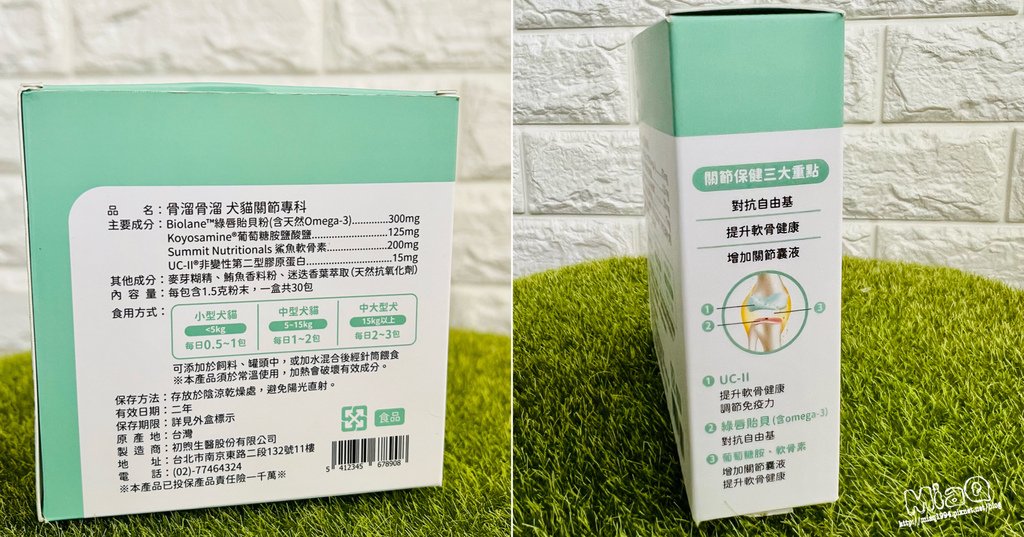 品　　名：骨溜骨溜 犬貓關節專科
主要成分：Biolane™綠唇貽貝粉(含天然Omega-3).............300mg
Koyosamine®葡萄糖胺鹽酸鹽..........................125mg
Summit Nutritionals 鯊魚軟骨素.....................200mg
UC-II®非變性第二型膠原蛋白..........................15mg
其他成分：麥芽糊精、鮪魚香料粉、迷迭香葉萃取(天然抗氧化劑)
內 容 量：每包含1.5克粉末，一盒共30包
食用方式：
小型犬貓 中型犬貓 中大型犬
<5kg 5~15kg 15kg以上
每日0.5~1包 每日1~2包 每日2~3包
可添加於飼料、罐頭中，或加水混合後經針筒餵食
※本產品須於常溫使用，加熱會破壞有效成分。
保存方法：存放於陰涼乾燥處，避免陽光直射。
有效日期：二年
保存期限：詳見外盒標示
原 產 地：台灣
製 造 商：初煦生醫股份有限公司
地　　址：台北市南京東路二段132號11樓
電　　話：(02)-77464324
※本產品已投保產品責任險一千萬※
食品
5 412345 678908
關節保健三大重點
對抗自由基
提升軟骨健康
增加關節囊液
1 3
2
1 UC-II
提升軟骨健康
調節免疫力
2 綠唇貽貝(含omega-3)
對抗自由基
3 葡萄糖胺、軟骨素
增加關節囊液
提升軟骨健康
MiaQ
http://miaq1994.pixnet.net/blog